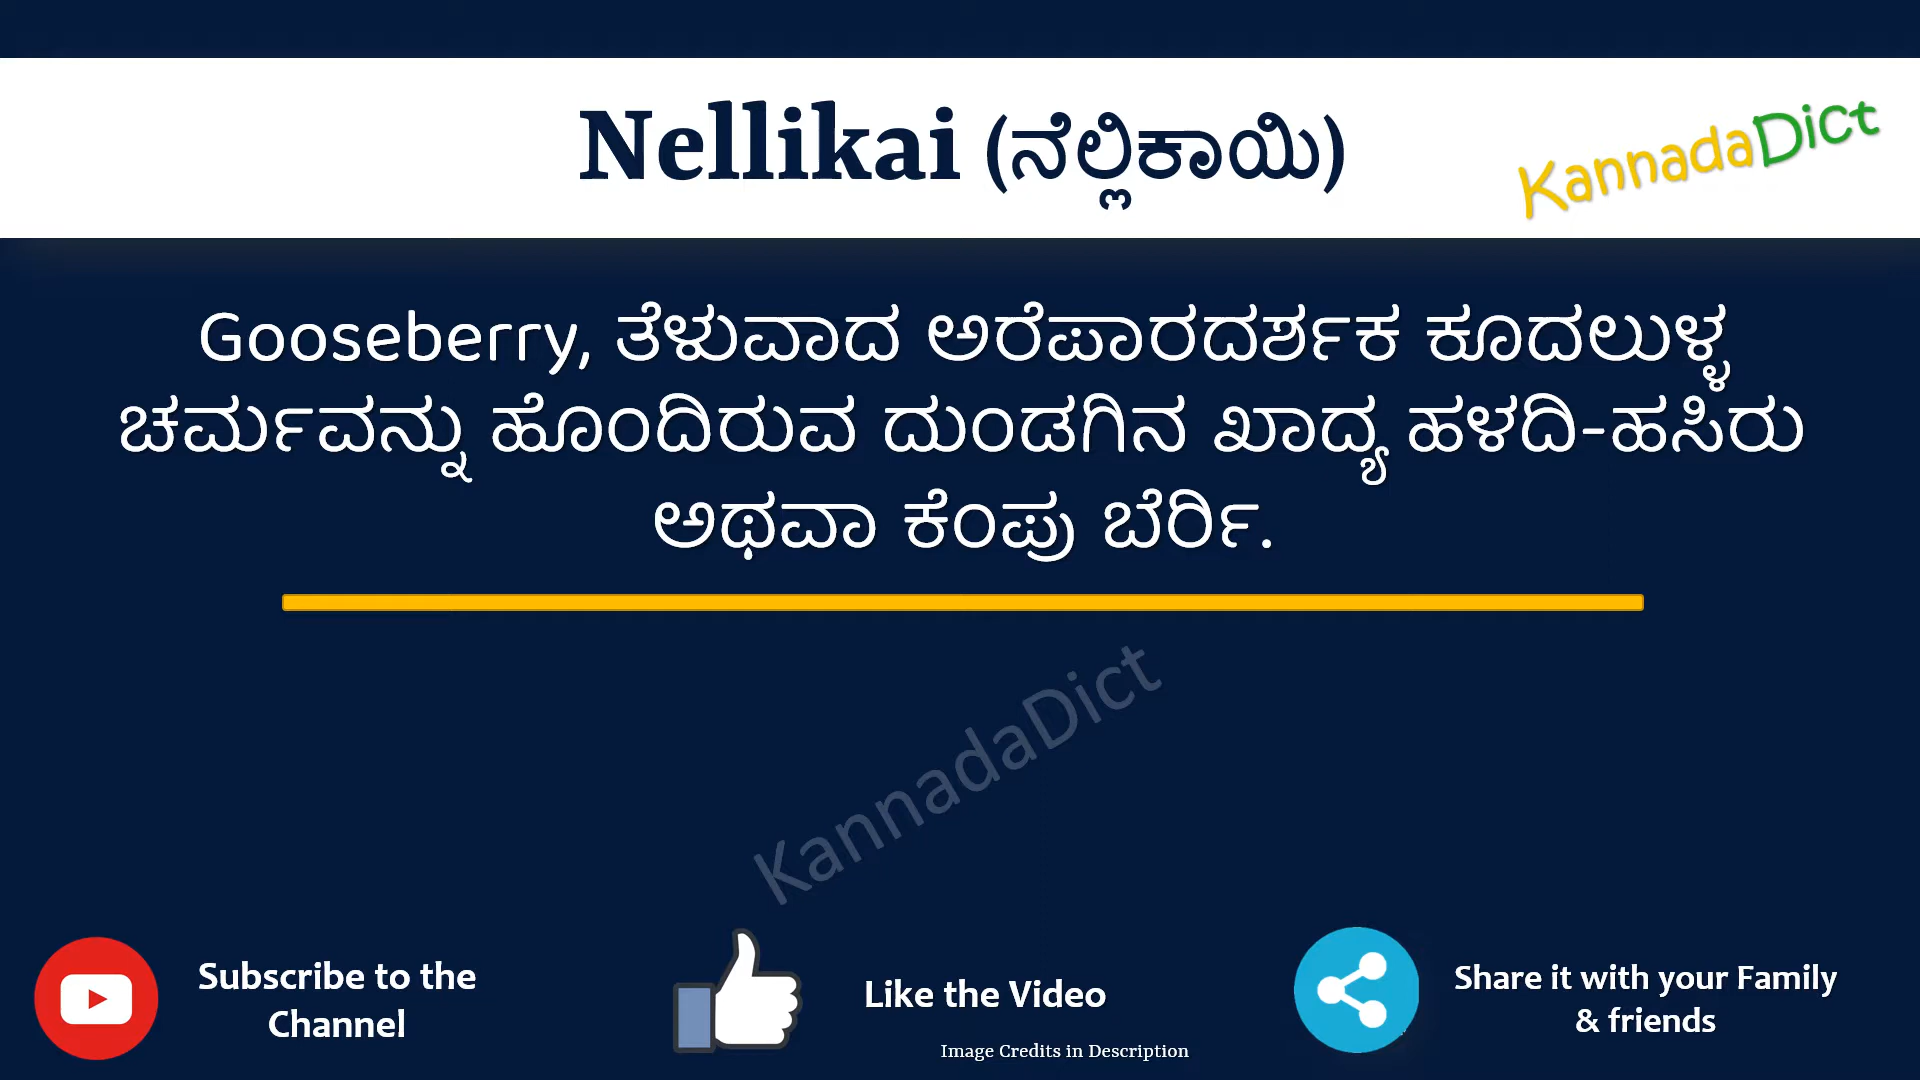 Nellikai (ನೆಲ್ಲಿಕಾಯಿ)
KannadaDict
Gooseberry, ತೆಳುವಾದ ಅರೆಪಾರದರ್ಶಕ ಕೂದಲುಳ್ಳ
ಚರ್ಮವನ್ನು ಹೊಂದಿರುವ ದುಂಡಗಿನ ಖಾದ್ಯ ಹಳದಿ-ಹಸಿರು
ಅಥವಾ ಕೆಂಪು ಬೆರ್ರಿ.
KannadaDict
Subscribe to the
Channel
Like the Video
Share it with your Family
& friends
Image Credits in Description